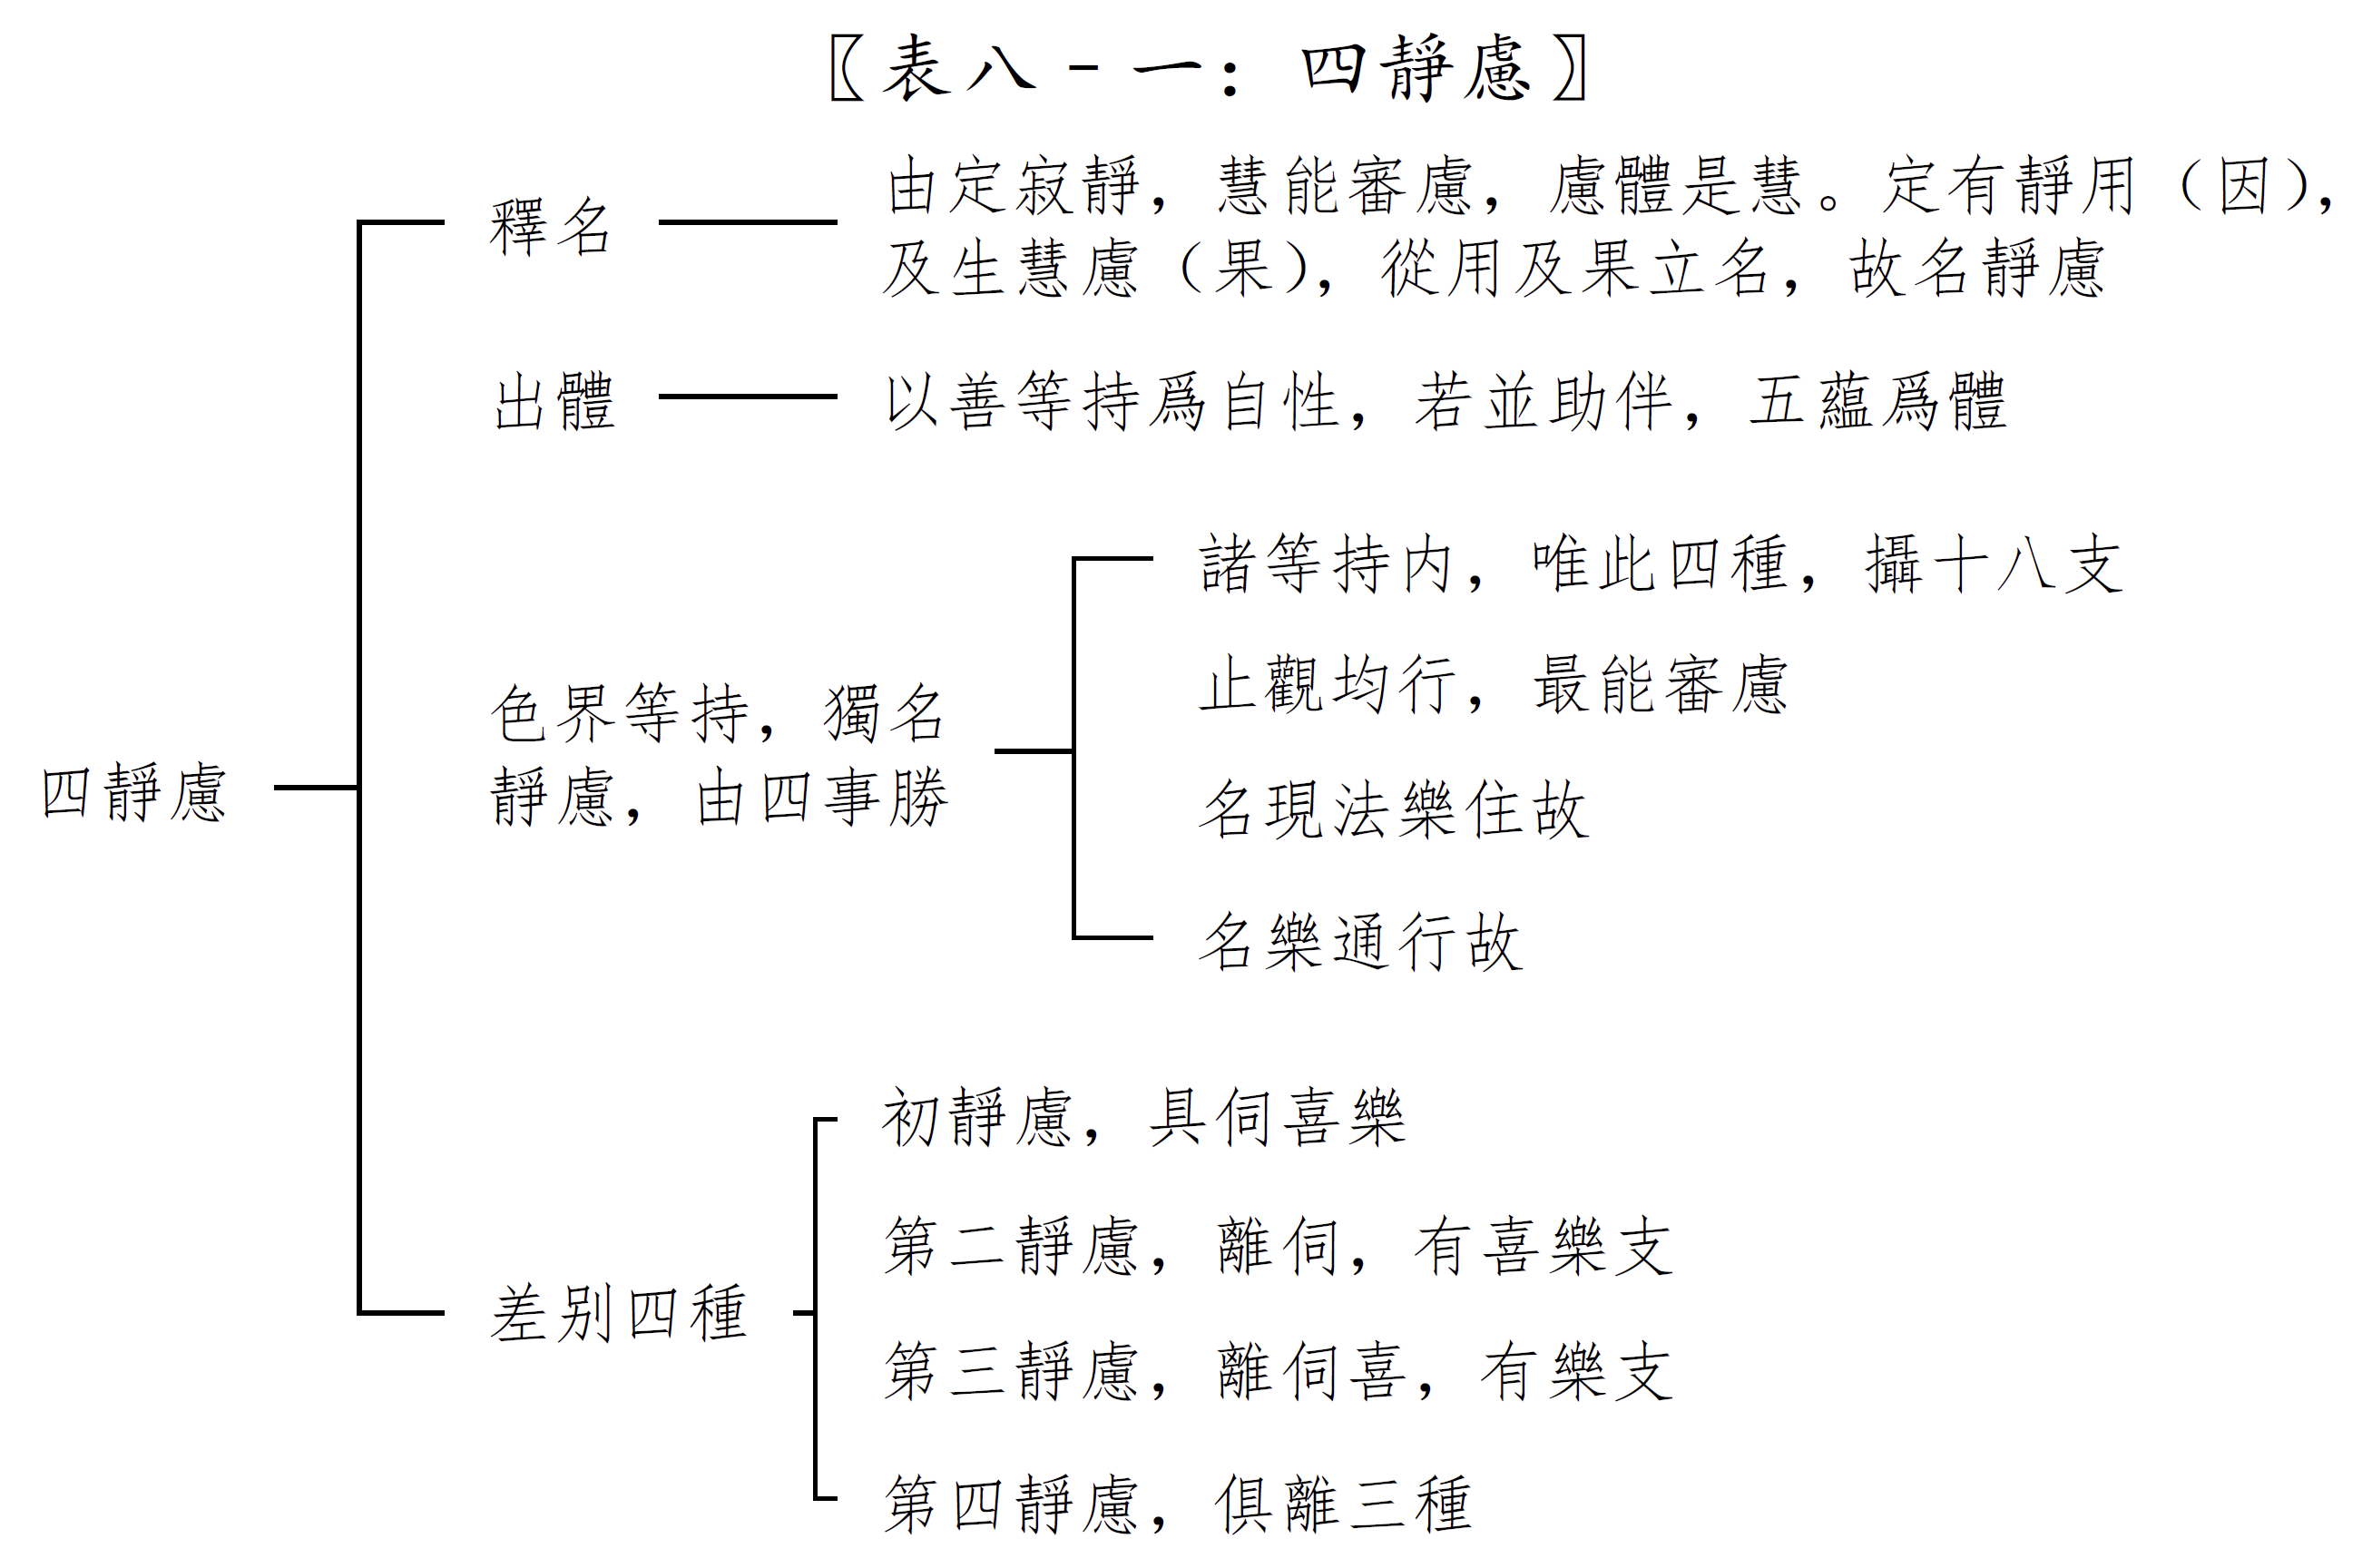 〖表八-一：四靜慮〗
由定寂靜，慧能審慮，慮體是慧。定有靜用（因），
釋名
及生慧慮（果），從用及果立名，故名靜慮
出體
以善等持爲自性，若並助伴，五蘊爲體
諸等持内，唯此四種，攝十八支
止觀均行，最能審慮
色界等持，獨名
靜慮，由四事勝
四靜慮
名現法樂住故
名樂通行故
初靜慮，具伺喜樂
第二靜慮，離伺，有喜樂支
差别四種
第三靜慮，離伺喜，有樂支
第四靜慮，俱離三種